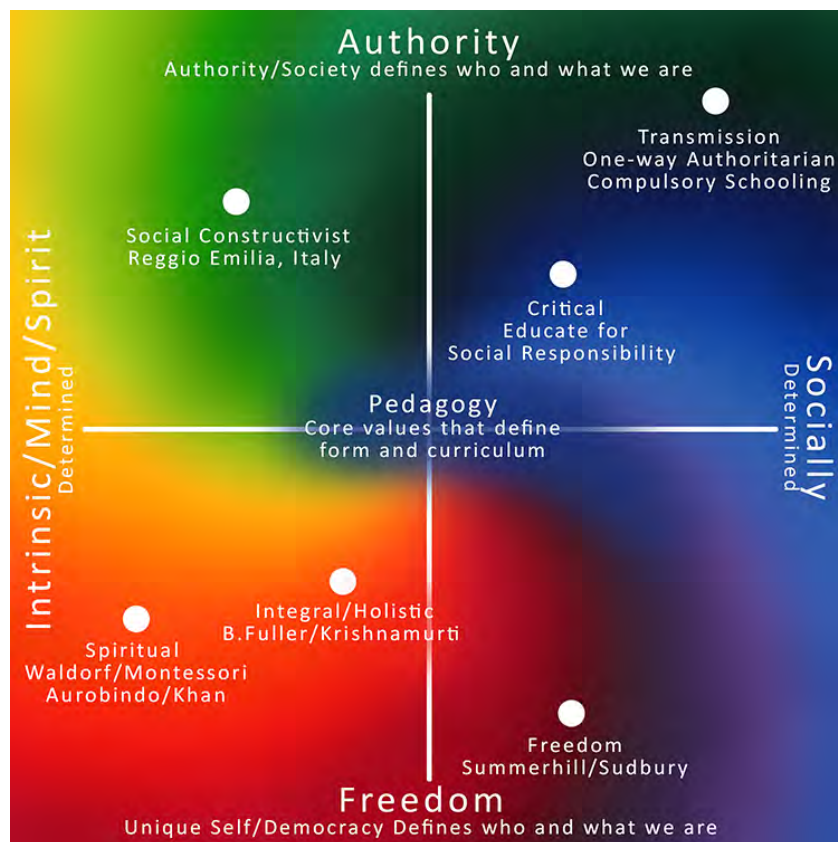 Authority
Authority/Society defines who and what we are
Transmission
One-way Authoritarian
Compulsory Schooling
Social Constructivist
Reggio Emilia, Italy
Critical
Educate for
Social Responsibility
Intrinsic/Mind/Spirit
Determined
Pedagogy
Core values that define
form and curriculum
Socially
Determined
Integral/Holistic
B.Fuller/Krishnamurti
Spiritual
Waldorf/Montessori
Aurobindo/Khan
Freedom
Summerhill/Sudbury
Freedom
Unique Self/Democracy Defines who and what we are